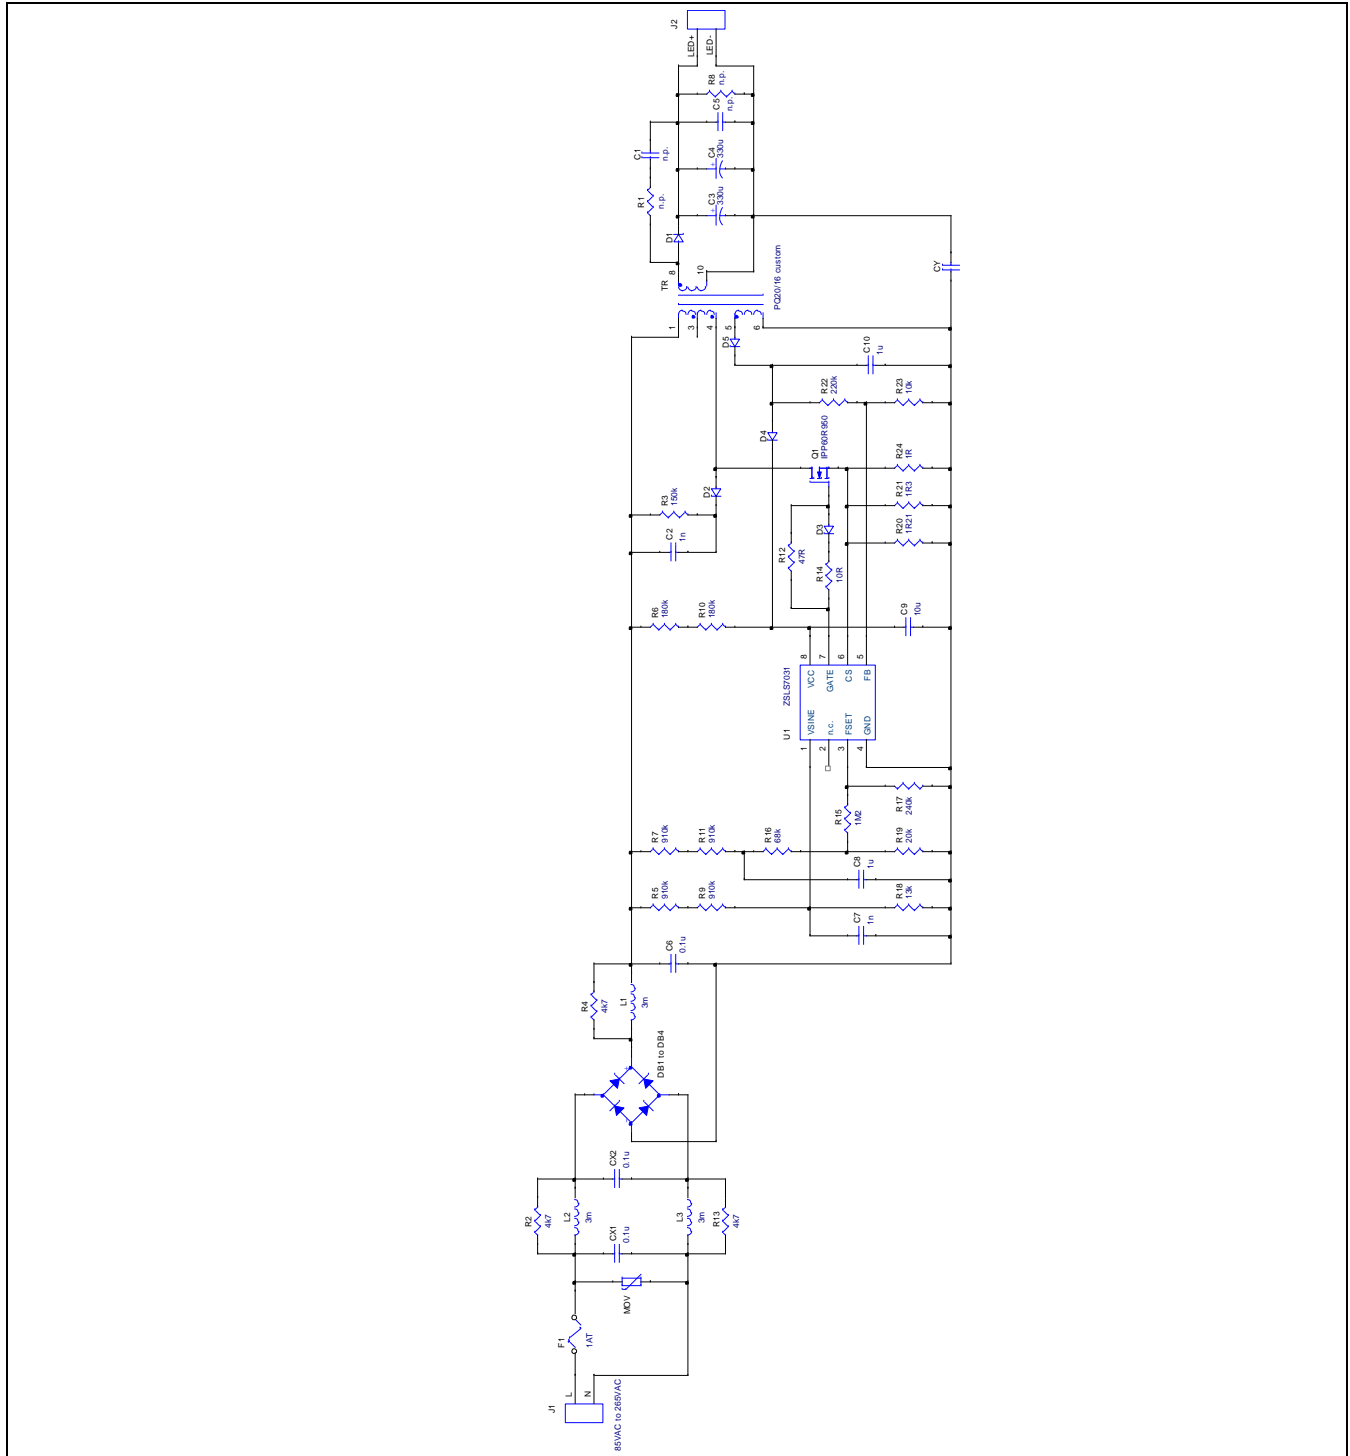 J2
LED+
LED-
R8
n.p.
C5
n.p.
C1
n.p.
C4
330u
+
C3
330u
+
R1
n.p.
D1
8
10
TR
PQ20/16 custom
CY
1
3
4
5
6
D5
C10
1u
R22
220k
R23
10k
D4
Q1
IPP60R950
R24
1R
D2
R3
150k
R21
1R3
C2
1n
R12
47R
D3
R20
1R21
R14
10R
R6
180k
R10
180k
C9
10u
8
7
6
5
ZSLS7031
VCC
GATE
CS
FB
VSINE
n.c.
FSET
GND
U1
1
2
3
4
R17
240k
R15
1M2
R7
910k
R11
910k
R16
68k
R19
20k
C8
1u
R5
910k
R9
910k
R18
13k
C7
1n
C6
0.1u
R4
4k7
L1
3m
DB1 to DB4
+
-
CX2
0.1u
R2
4k7
L2
3m
L3
3m
R13
4k7
CX1
0.1u
MOV
F1
1AT
L
N
J1
85VAC to 265VAC